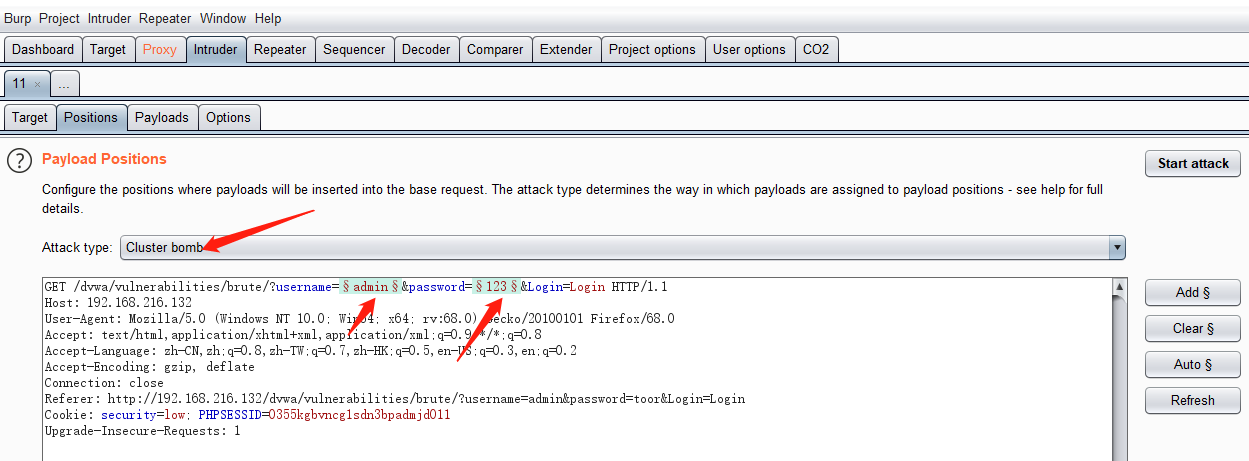 Burp Project Intruder Repeater Window Help
Dashboard Target Proxy Intruder Repeater Sequencer Decoder Comparer Extender Project options User options CO2
11 × ...
Target Positions Payloads Options
? Payload Positions
Start attack
Configure the positions where payloads will be inserted into the base request. The attack type determines the way in which payloads are assigned to payload positions - see help for full
details.
Attack type: Cluster bomb
GET /dvwa/vulnerabilities/brute/?username=§admin§&password=§123§&Login=Login HTTP/1.1
Host: 192.168.216.132
User-Agent: Mozilla/5.0 (Windows NT 10.0; Win64; x64; rv:68.0) Gecko/20100101 Firefox/68.0
Accept: text/html,application/xhtml+xml,application/xml;q=0.9,*/*;q=0.8
Accept-Language: zh-CN,zh;q=0.8,zh-TW;q=0.7,zh-HK;q=0.5,en-US;q=0.3,en;q=0.2
Accept-Encoding: gzip, deflate
Connection: close
Referer: http://192.168.216.132/dvwa/vulnerabilities/brute/?username=admin&password=toor&Login=Login
Cookie: security=low; PHPSESSID=0355kgbvncglsdn3bpadmjd011
Upgrade-Insecure-Requests: 1
Add §
Clear §
Auto §
Refresh